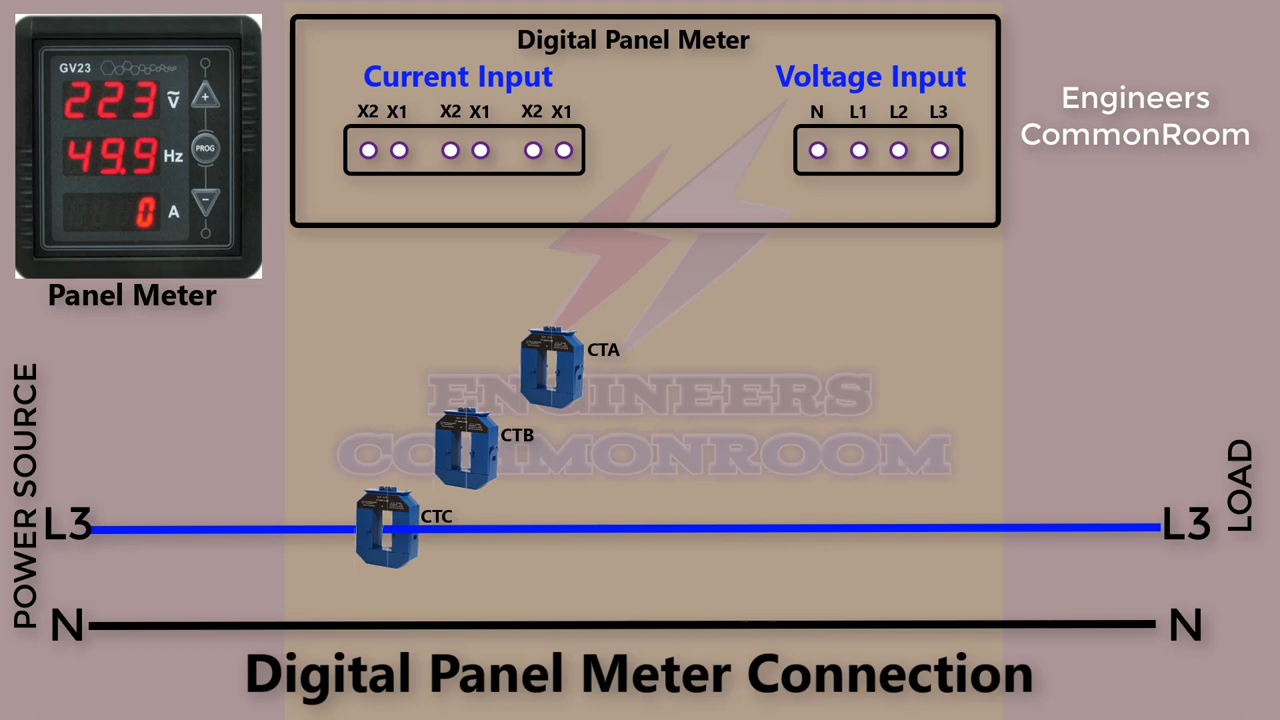 GV23
223 V
49.9 Hz
0 A
PROG
Panel Meter
Digital Panel Meter
Current Input
Voltage Input
X2 X1 X2 X1 X2 X1
N L1 L2 L3
Engineers
CommonRoom
CTA
ENGINEERS
CTB
COMMONROOM
CTC
POWER SOURCE
LOAD
L3
L3
N
N
Digital Panel Meter Connection